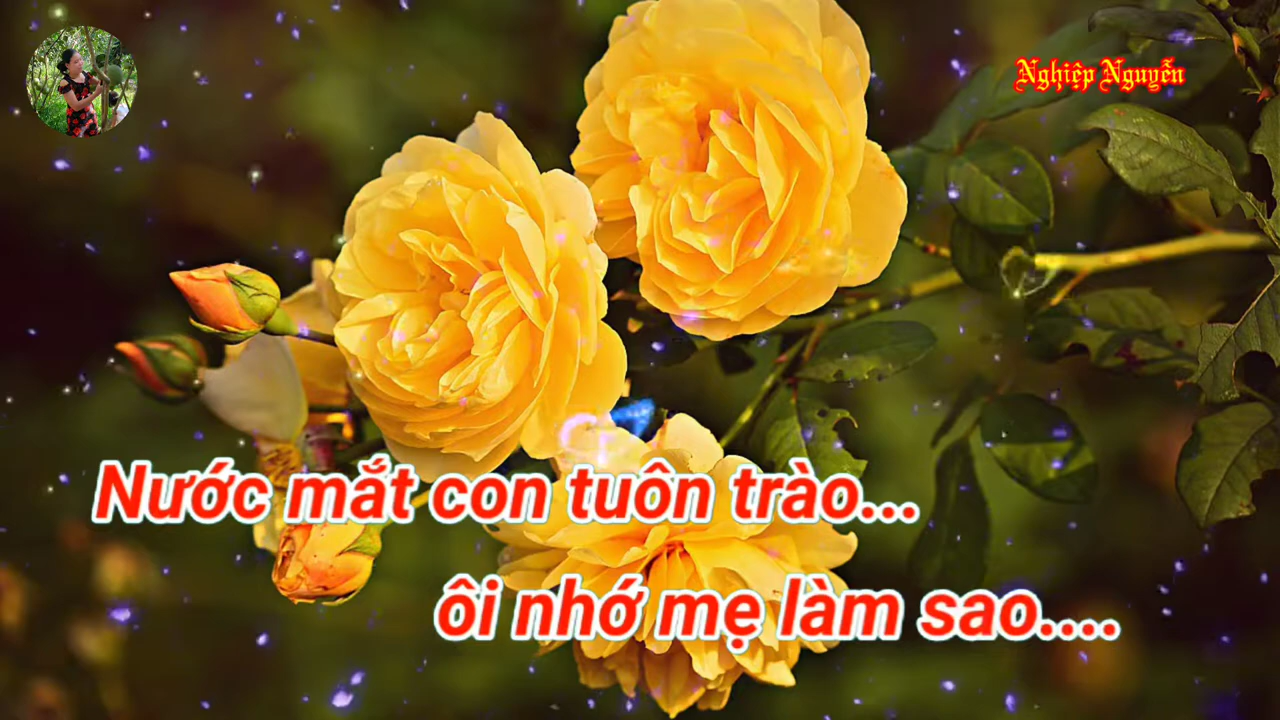 Nghiệp Nguyễn
Nước mắt con tuôn trào...
ôi nhớ mẹ làm sao....